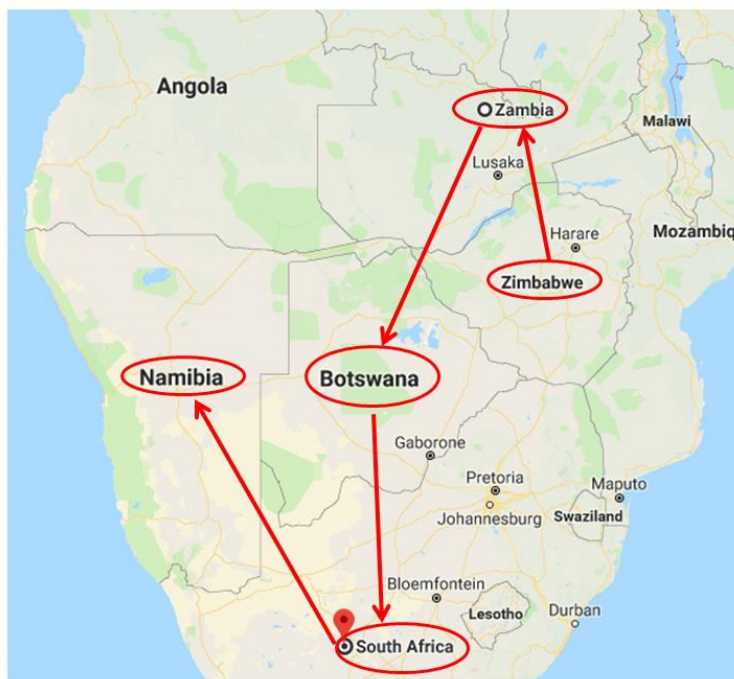 Angola
Zambia
Malawi
Lusaka
Mozambiq
Harare
Zimbabwe
Namibia
Botswana
Gaborone
Pretoria
Maputo
Johannesburg
Swaziland
Bloemfontein
Lesotho
Durban
South Africa